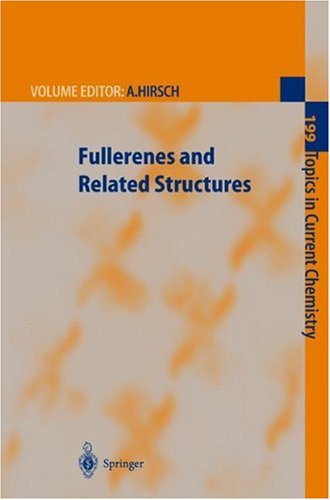 VOLUME EDITOR: A.HIRSCH
Fullerenes and
Related Structures
199 Topics in Current Chemistry
Springer